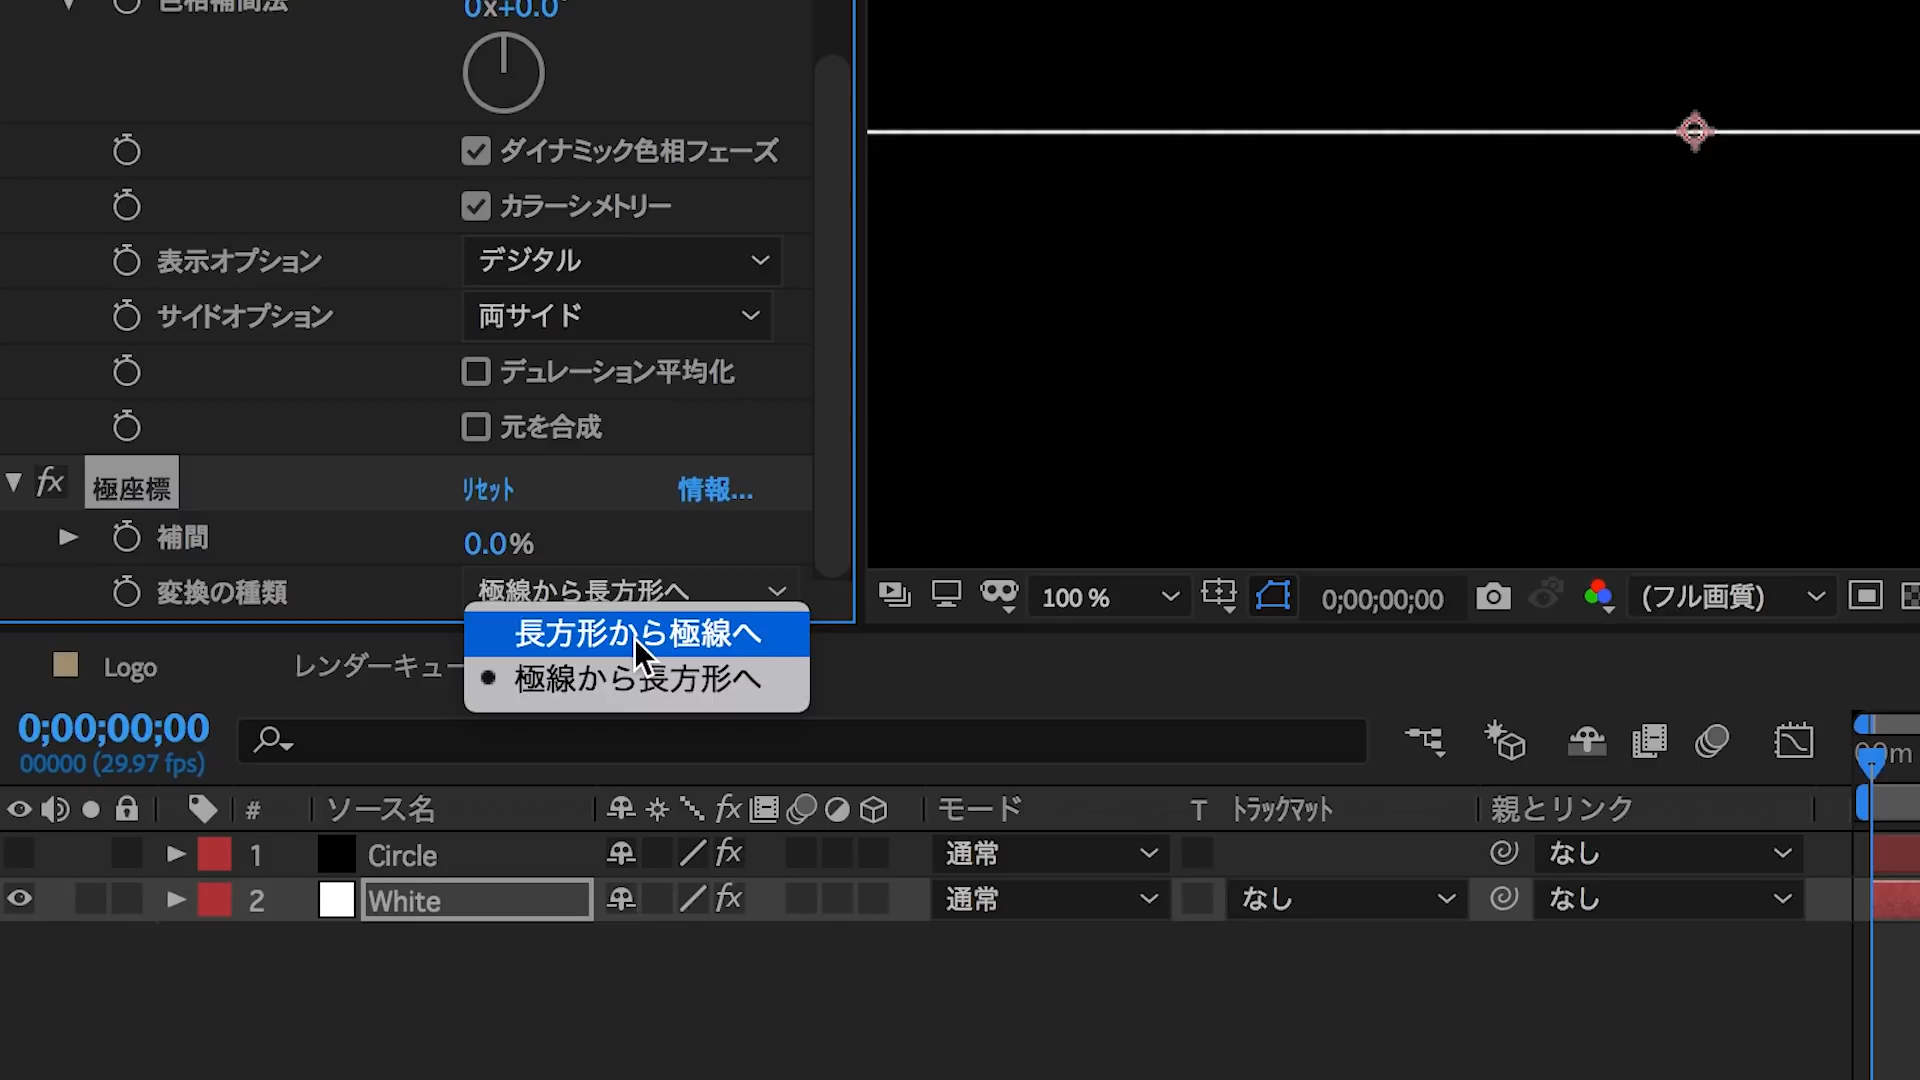 色相補間法
0x+0.0°
ダイナミック色相フェーズ
カラーシメトリー
表示オプション
デジタル
サイドオプション
両サイド
デュレーション平均化
元を合成
fx 極座標
リセット
情報...
補間
0.0%
変換の種類
極線から長方形へ
長方形から極線へ
極線から長方形へ
100 %
0;00;00;00
(フル画質)
Logo
レンダーキュー
0;00;00;00
00000 (29.97 fps)
# ソース名
fx
モード
T トラックマット
親とリンク
1 Circle
fx
通常
なし
2 White
fx
通常
なし
なし